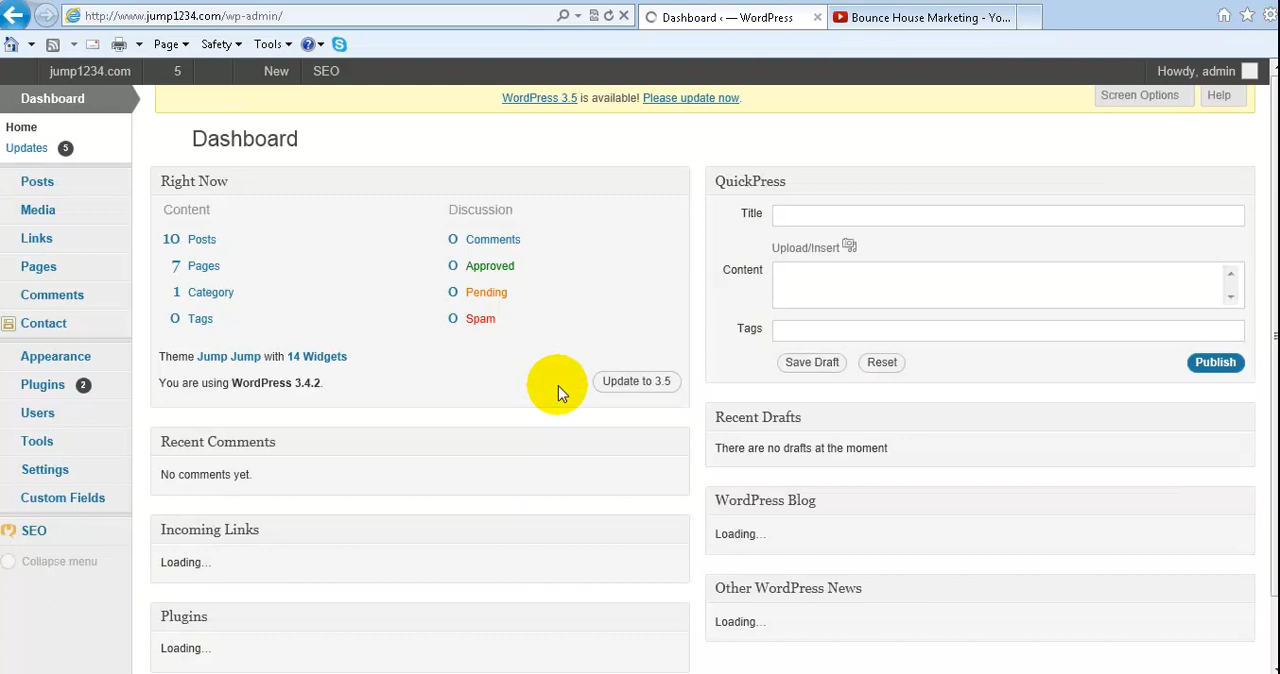 http://www.jump1234.com/wp-admin/
Dashboard ‹ — WordPress
Bounce House Marketing - Yo...
Page Safety Tools
jump1234.com 5 New SEO Howdy, admin
WordPress 3.5 is available! Please update now.
Screen Options Help
Dashboard
Home
Updates 5
Posts
Media
Links
Pages
Comments
Contact
Appearance
Plugins 2
Users
Tools
Settings
Custom Fields
SEO
Collapse menu
Dashboard
Right Now
Content Discussion
10 Posts 0 Comments
7 Pages 0 Approved
1 Category 0 Pending
0 Tags 0 Spam
Theme Jump Jump with 14 Widgets
You are using WordPress 3.4.2. Update to 3.5
Recent Comments
No comments yet.
Incoming Links
Loading...
Plugins
Loading...
QuickPress
Title
Upload/Insert
Content
Tags
Save Draft Reset Publish
Recent Drafts
There are no drafts at the moment
WordPress Blog
Loading...
Other WordPress News
Loading...